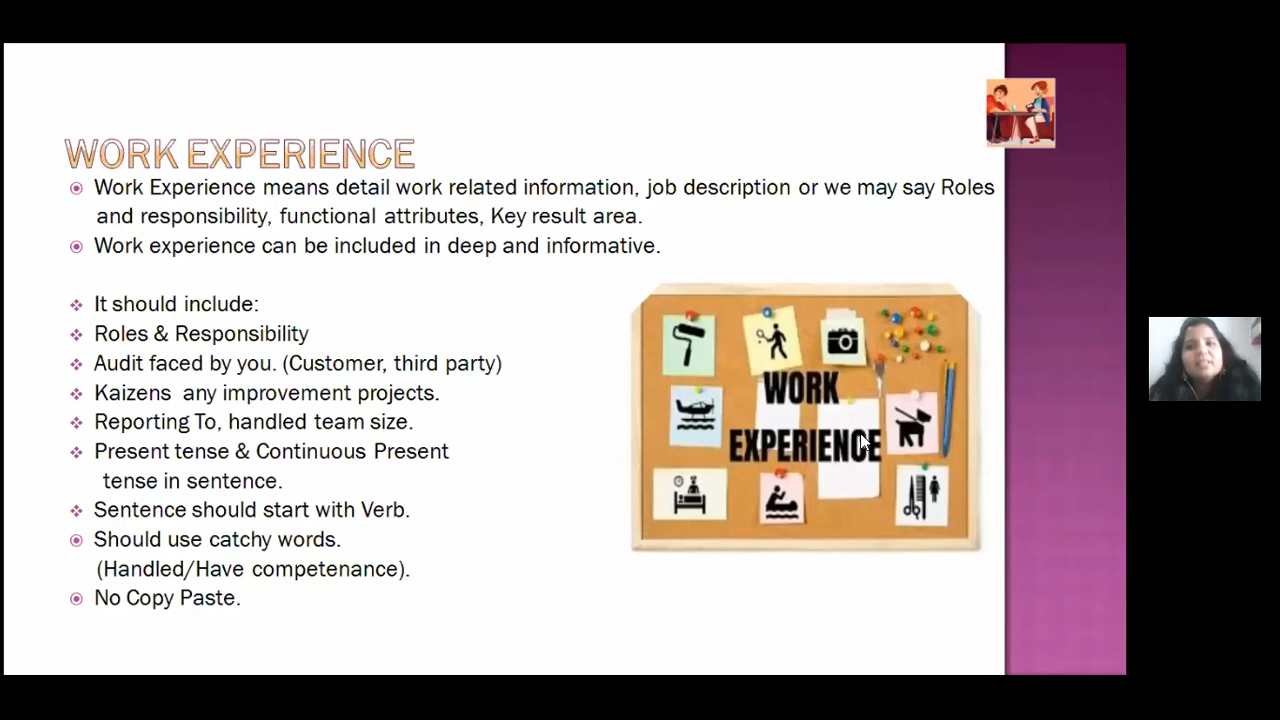 WORK EXPERIENCE
Work Experience means detail work related information, job description or we may say Roles
and responsibility, functional attributes, Key result area.
Work experience can be included in deep and informative.
It should include:
Roles & Responsibility
Audit faced by you. (Customer, third party)
Kaizens any improvement projects.
Reporting To, handled team size.
Present tense & Continuous Present
tense in sentence.
Sentence should start with Verb.
Should use catchy words.
(Handled/Have competenance).
No Copy Paste.
WORK
EXPERIENCE